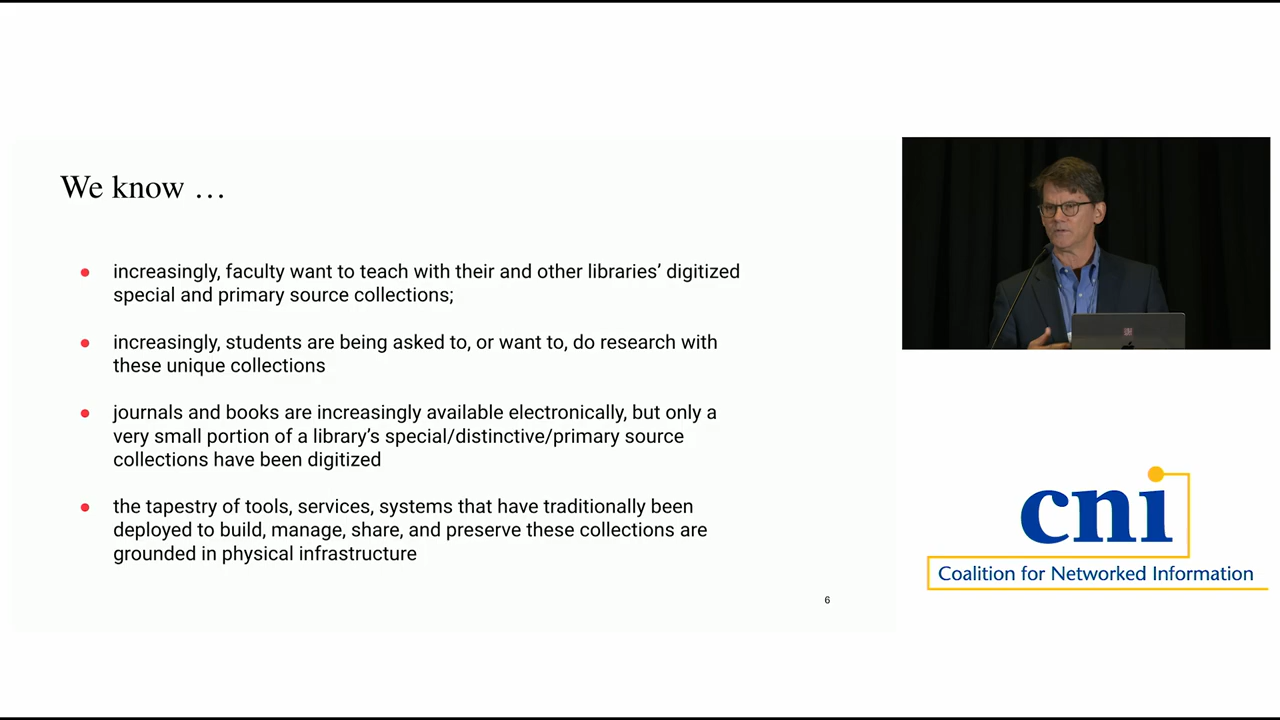 We know …
● increasingly, faculty want to teach with their and other libraries’ digitized
special and primary source collections;
● increasingly, students are being asked to, or want to, do research with
these unique collections
● journals and books are increasingly available electronically, but only a
very small portion of a library’s special/distinctive/primary source
collections have been digitized
● the tapestry of tools, services, systems that have traditionally been
deployed to build, manage, share, and preserve these collections are
grounded in physical infrastructure
6
cni
Coalition for Networked Information